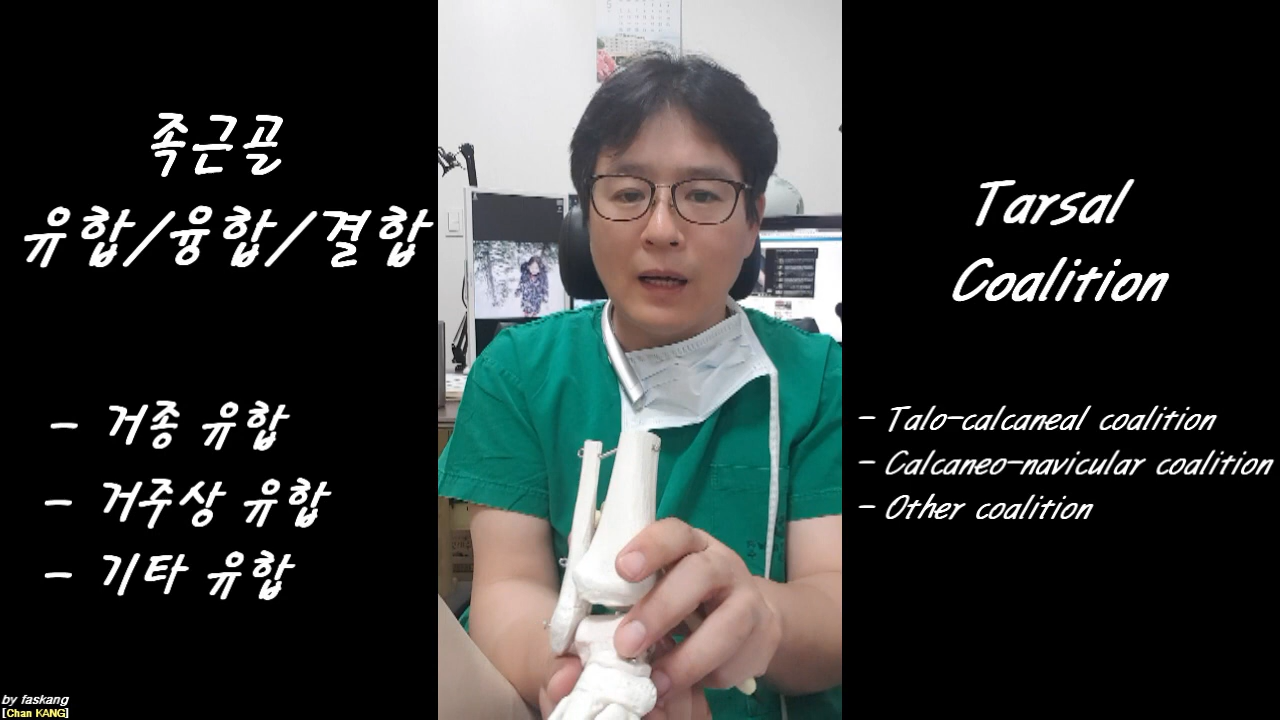 족근골
유합/융합/결합
- 거종 유합
- 거주상 유합
- 기타 유합
Tarsal
Coalition
- Talo-calcaneal coalition
- Calcaneo-navicular coalition
- Other coalition
by faskang
[Chan KANG]